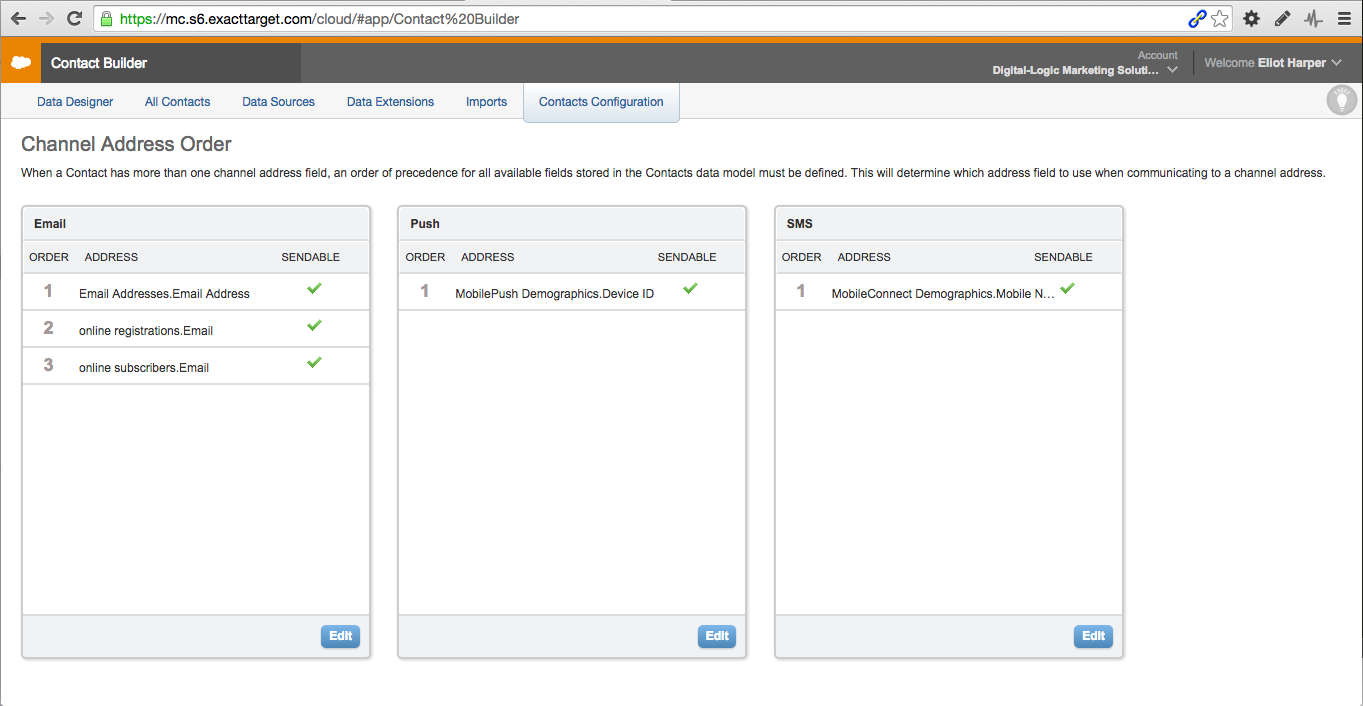 https://mc.s6.exacttarget.com/cloud/#app/Contact%20Builder
Contact Builder
Account
Digital-Logic Marketing Soluti...
Welcome Eliot Harper
Data Designer All Contacts Data Sources Data Extensions Imports Contacts Configuration
Channel Address Order
When a Contact has more than one channel address field, an order of precedence for all available fields stored in the Contacts data model must be defined. This will determine which address field to use when communicating to a channel address.
Email
ORDER ADDRESS SENDABLE
1 Email Addresses.Email Address
2 online registrations.Email
3 online subscribers.Email
Edit
Push
ORDER ADDRESS SENDABLE
1 MobilePush Demographics.Device ID
Edit
SMS
ORDER ADDRESS SENDABLE
1 MobileConnect Demographics.Mobile N...
Edit